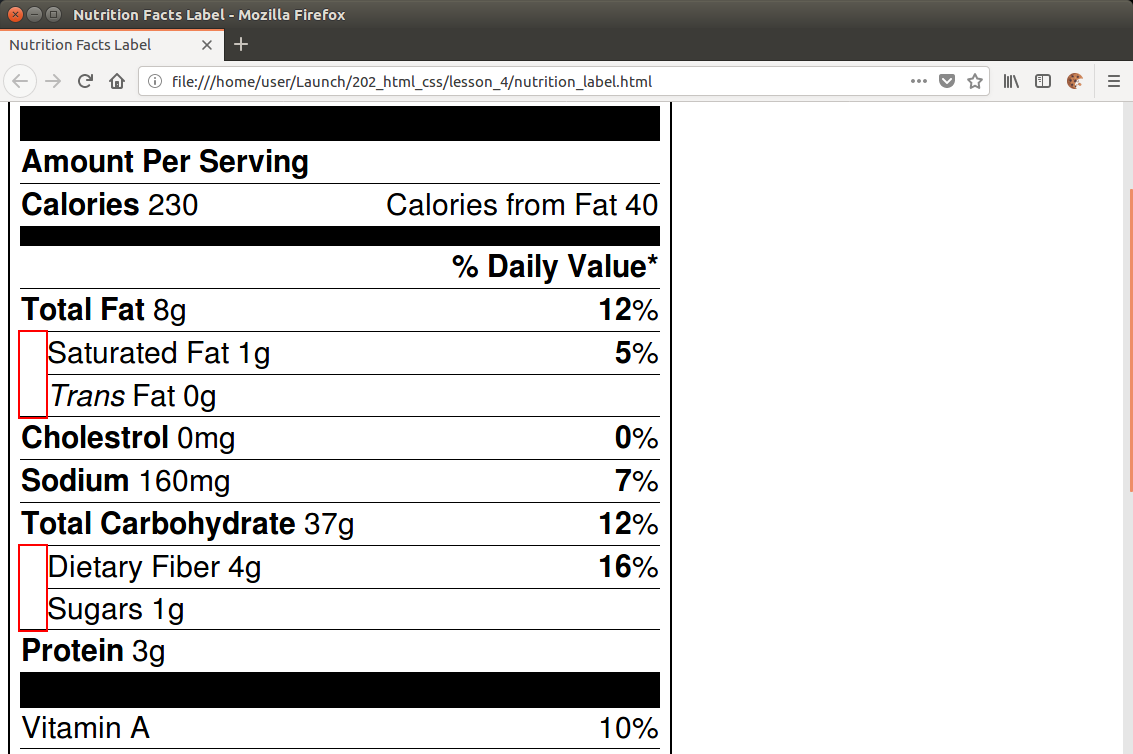 Nutrition Facts Label - Mozilla Firefox
Nutrition Facts Label
file:///home/user/Launch/202_html_css/lesson_4/nutrition_label.html
Amount Per Serving
Calories 230 Calories from Fat 40
% Daily Value*
Total Fat 8g 12%
Saturated Fat 1g 5%
Trans Fat 0g
Cholestrol 0mg 0%
Sodium 160mg 7%
Total Carbohydrate 37g 12%
Dietary Fiber 4g 16%
Sugars 1g
Protein 3g
Vitamin A 10%